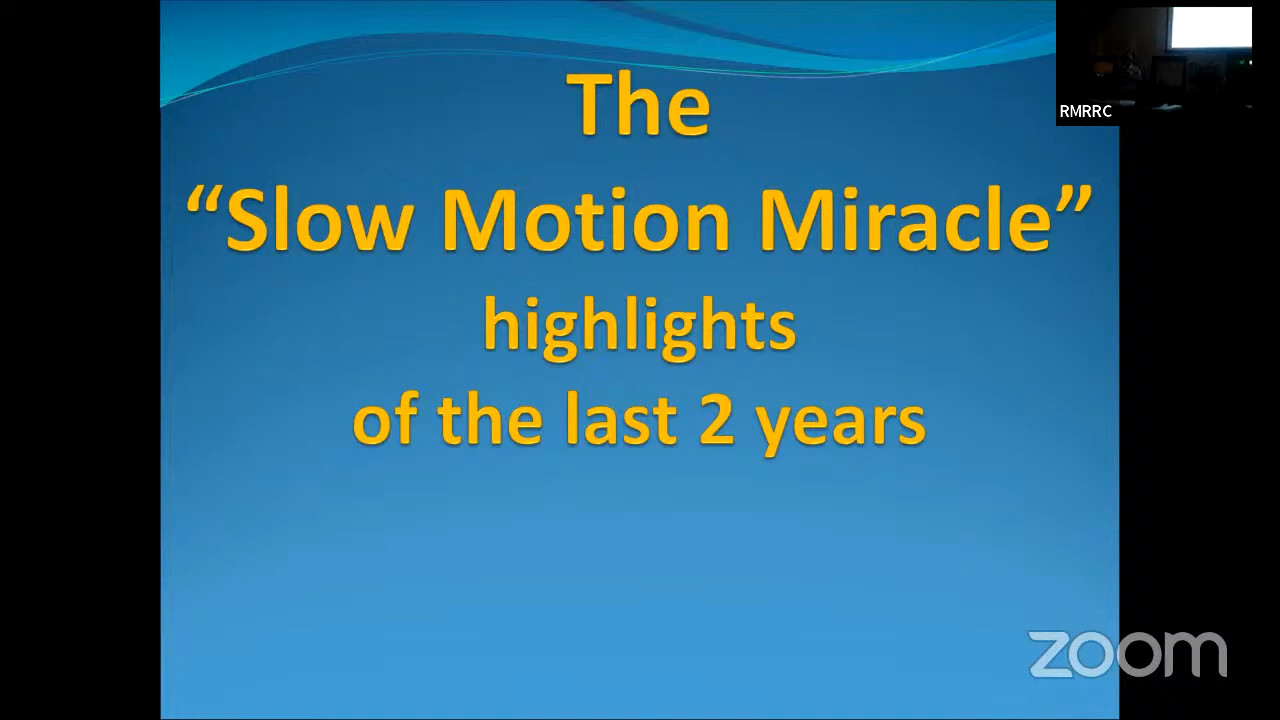 The
“Slow Motion Miracle”
highlights
of the last 2 years
RMRRC
zoom